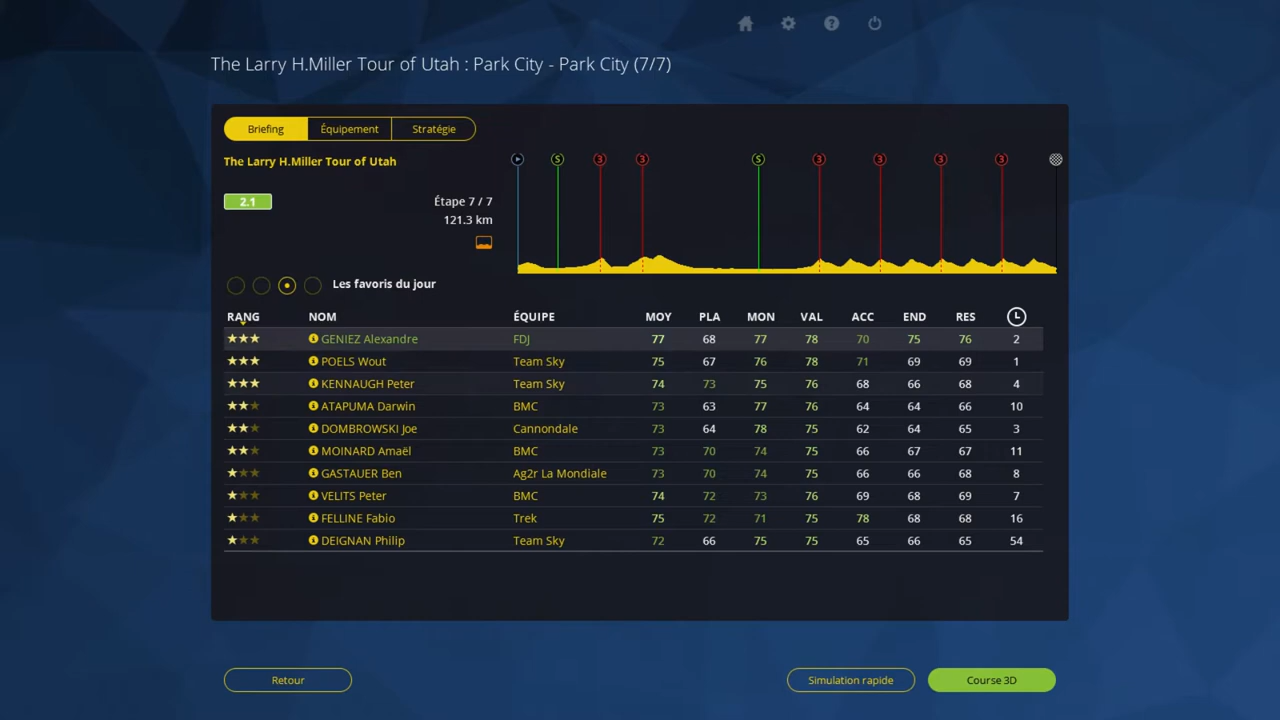 The Larry H.Miller Tour of Utah : Park City - Park City (7/7)
Briefing Équipement Stratégie
The Larry H.Miller Tour of Utah
2.1
Étape 7 / 7
121.3 km
S 3 3 S 3 3 3 3
Les favoris du jour
RANG NOM ÉQUIPE MOY PLA MON VAL ACC END RES
GENIEZ Alexandre FDJ 77 68 77 78 70 75 76 2
POELS Wout Team Sky 75 67 76 78 71 69 69 1
KENNAUGH Peter Team Sky 74 73 75 76 68 66 68 4
ATAPUMA Darwin BMC 73 63 77 76 64 64 66 10
DOMBROWSKI Joe Cannondale 73 64 78 75 62 64 65 3
MOINARD Amaël BMC 73 70 74 75 66 67 67 11
GASTAUER Ben Ag2r La Mondiale 73 70 74 75 66 66 68 8
VELITS Peter BMC 74 72 73 76 69 68 69 7
FELLINE Fabio Trek 75 72 71 75 78 68 68 16
DEIGNAN Philip Team Sky 72 66 75 75 65 66 65 54
Retour Simulation rapide Course 3D